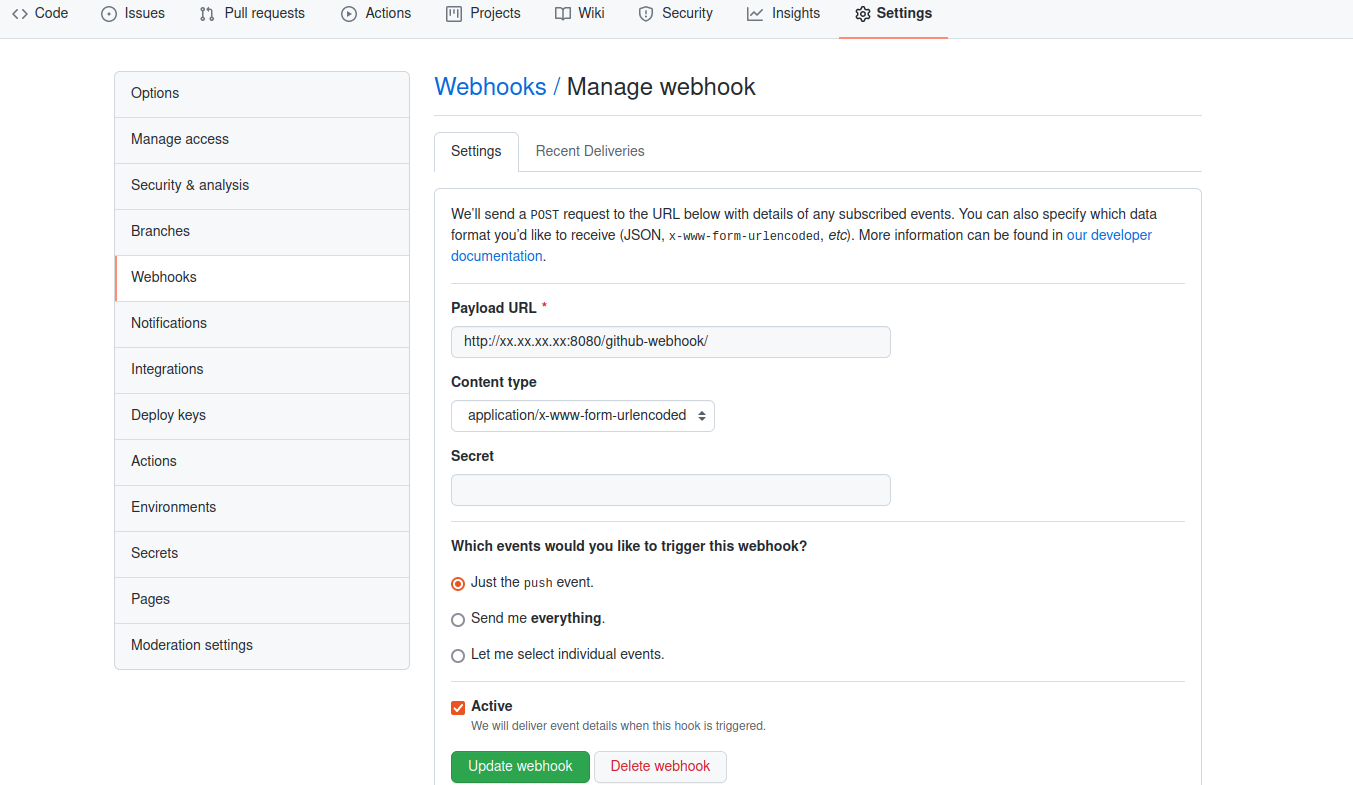 Code Issues Pull requests Actions Projects Wiki Security Insights Settings
Options
Manage access
Security & analysis
Branches
Webhooks
Notifications
Integrations
Deploy keys
Actions
Environments
Secrets
Pages
Moderation settings
Webhooks / Manage webhook
Settings Recent Deliveries
We'll send a POST request to the URL below with details of any subscribed events. You can also specify which data
format you'd like to receive (JSON, x-www-form-urlencoded, etc). More information can be found in our developer
documentation.
Payload URL *
http://xx.xx.xx.xx:8080/github-webhook/
Content type
application/x-www-form-urlencoded
Secret
Which events would you like to trigger this webhook?
Just the push event.
Send me everything.
Let me select individual events.
Active
We will deliver event details when this hook is triggered.
Update webhook Delete webhook